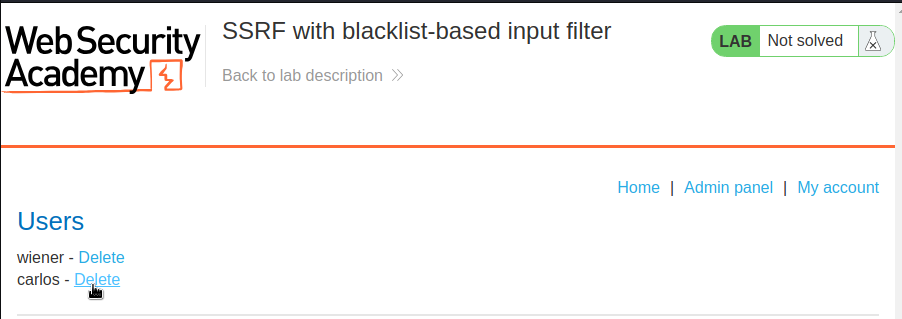 Web Security
Academy
SSRF with blacklist-based input filter
Back to lab description
LAB Not solved
Home | Admin panel | My account
Users
wiener - Delete
carlos - Delete